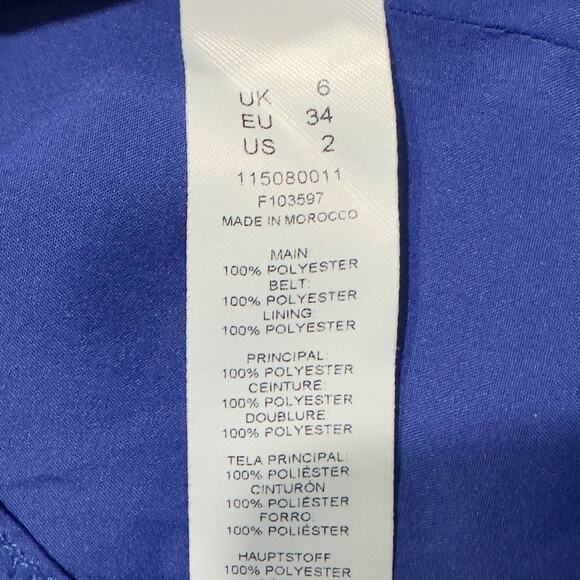 UK 6
EU 34
US 2
115080011
F103597
MADE IN MOROCCO
MAIN:
100% POLYESTER
BELT:
100% POLYESTER
LINING:
100% POLYESTER
PRINCIPAL:
100% POLYESTER
CEINTURE:
100% POLYESTER
DOUBLURE:
100% POLYESTER
TELA PRINCIPAL:
100% POLIÉSTER
CINTURÓN
100% POLIÉSTER
FORRO:
100% POLIÉSTER
HAUPTSTOFF
100% POLYESTER